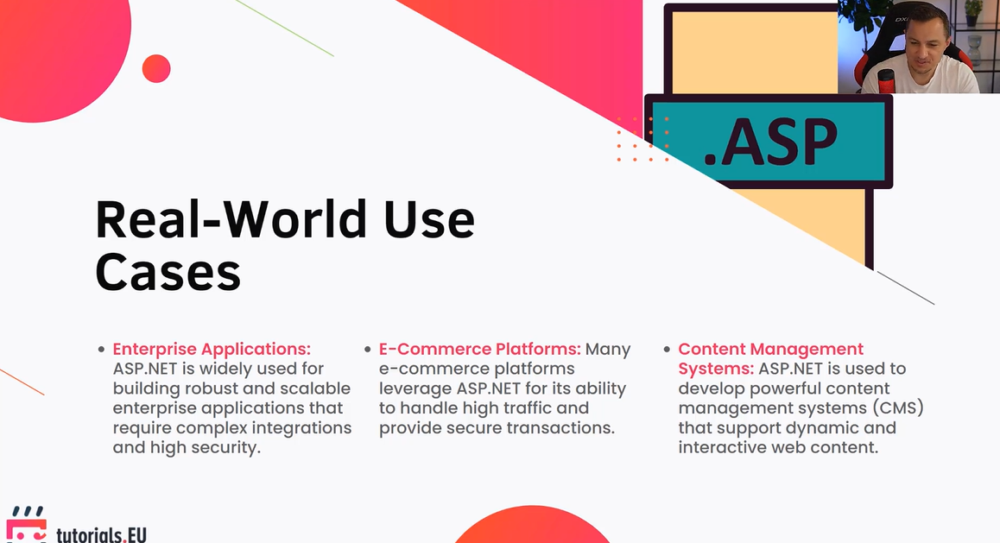 DX
.ASP
Real-World Use
Cases
Enterprise Applications:
ASP.NET is widely used for
building robust and scalable
enterprise applications that
require complex integrations
and high security.
E-Commerce Platforms: Many
e-commerce platforms
leverage ASP.NET for its ability
to handle high traffic and
provide secure transactions.
Content Management
Systems: ASP.NET is used to
develop powerful content
management systems (CMS)
that support dynamic and
interactive web content.
tutorials.EU